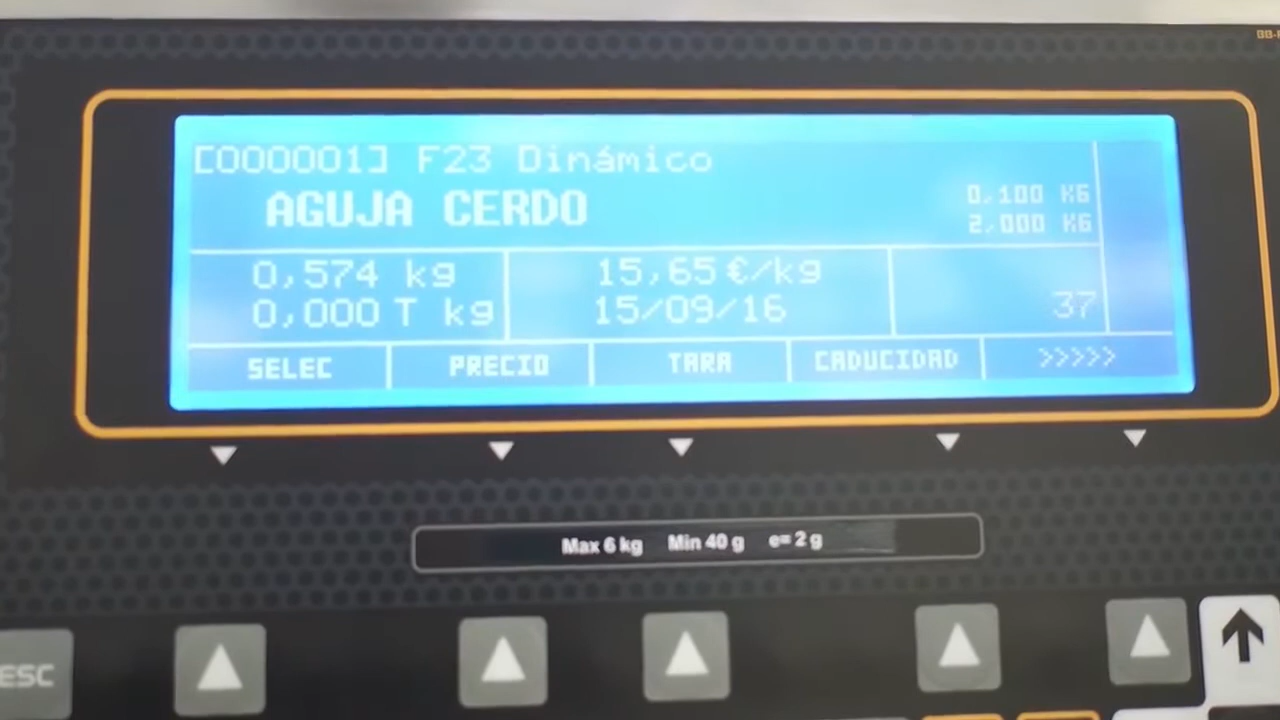 [000001] F23 Dinámico
AGUJA CERDO
0.100 KG
2.000 KG
0,574 kg
15,65 €/kg
0,000 T kg
15/09/16
37
SELEC
PRECIO
TARA
CADUCIDAD
>>>>>
Max 6 kg Min 40 g e= 2 g
ESC